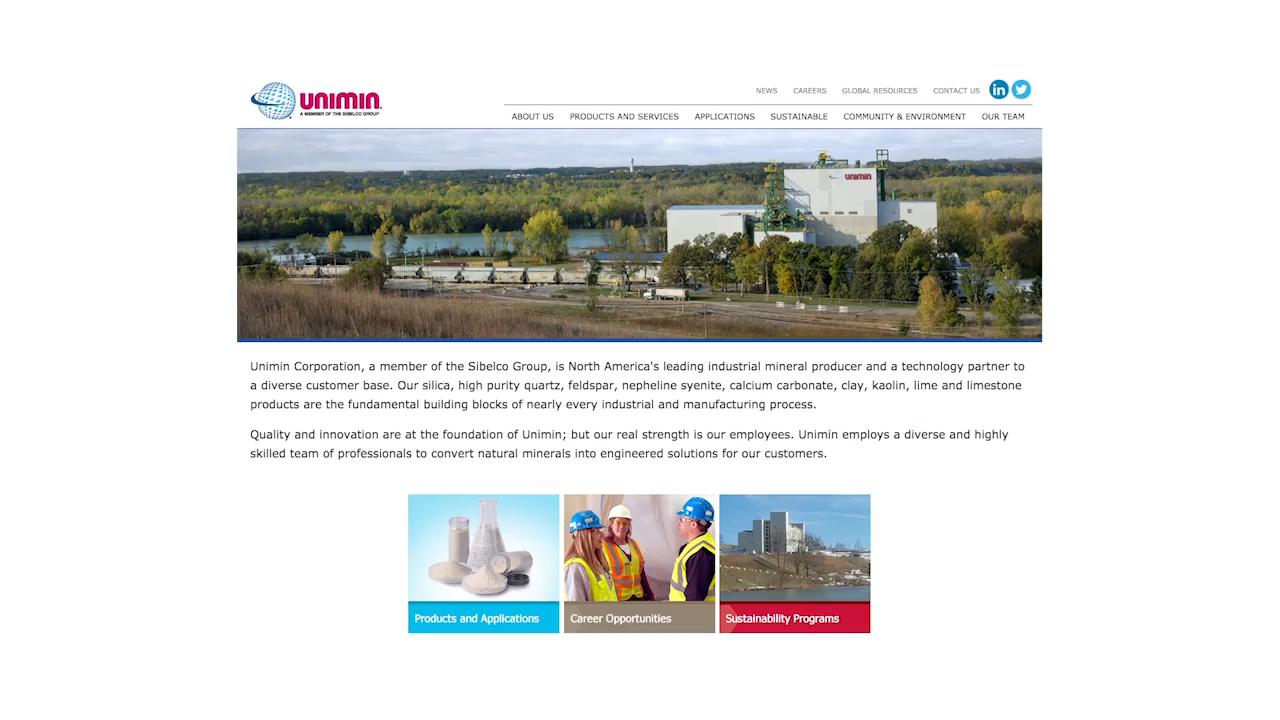 UNIMIN
A MEMBER OF THE SIBELCO GROUP
NEWS CAREERS GLOBAL RESOURCES CONTACT US in
ABOUT US PRODUCTS AND SERVICES APPLICATIONS SUSTAINABLE COMMUNITY & ENVIRONMENT OUR TEAM
UNIMIN
Unimin Corporation, a member of the Sibelco Group, is North America's leading industrial mineral producer and a technology partner to
a diverse customer base. Our silica, high purity quartz, feldspar, nepheline syenite, calcium carbonate, clay, kaolin, lime and limestone
products are the fundamental building blocks of nearly every industrial and manufacturing process.
Quality and innovation are at the foundation of Unimin; but our real strength is our employees. Unimin employs a diverse and highly
skilled team of professionals to convert natural minerals into engineered solutions for our customers.
Products and Applications
Career Opportunities
Sustainability Programs